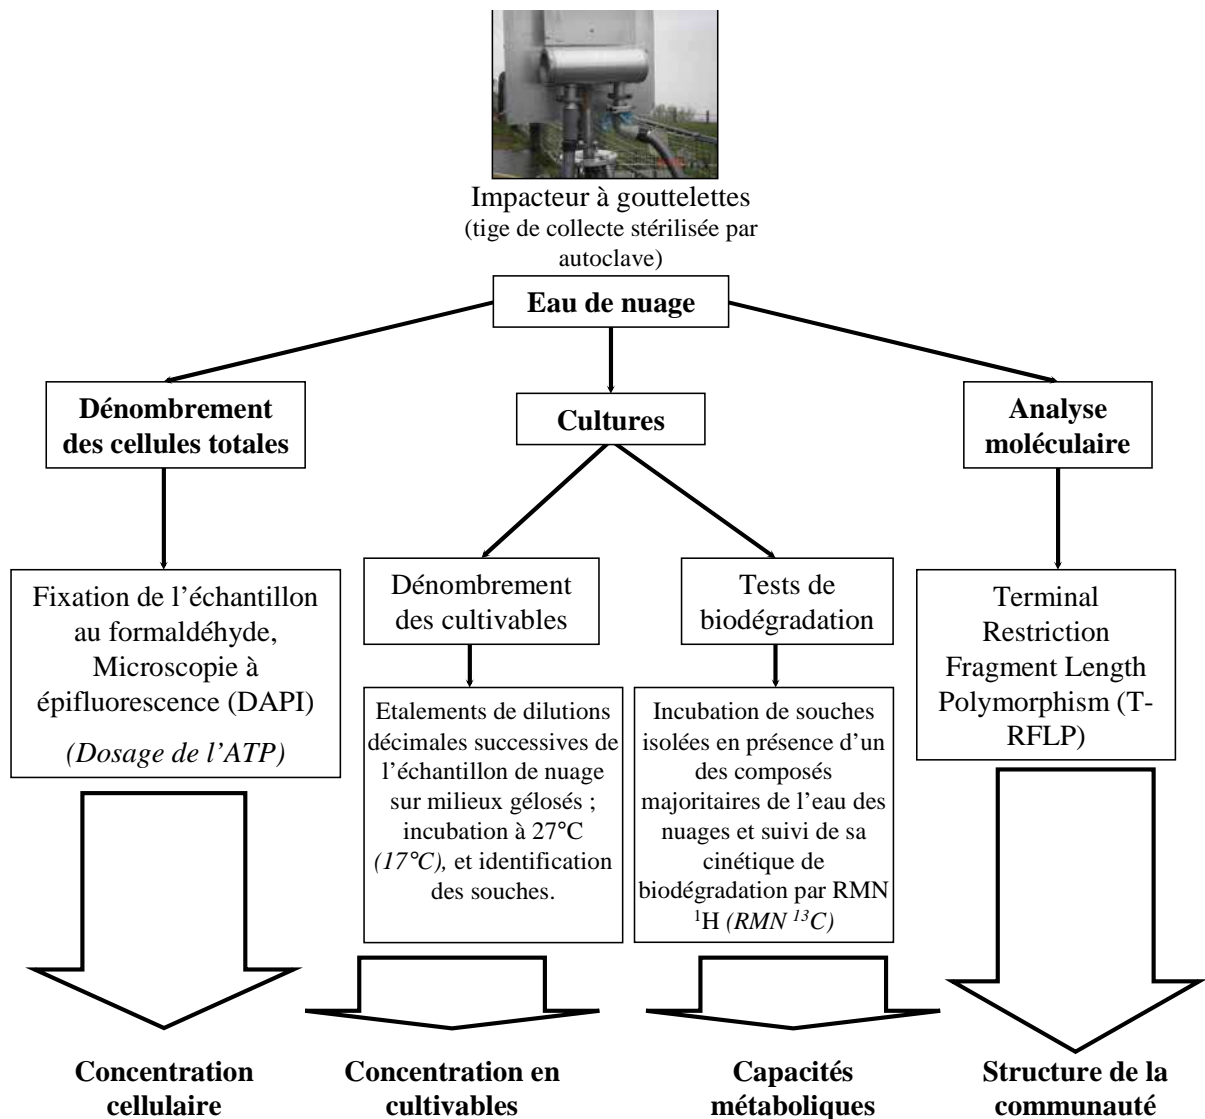 Impacteur à gouttelettes
(tige de collecte stérilisée par
autoclave)
Eau de nuage
Dénombrement
des cellules totales
Cultures
Analyse
moléculaire
Fixation de l’échantillon
au formaldéhyde,
Microscopie à
épifluorescence (DAPI)
(Dosage de l’ATP)
Dénombrement
des cultivables
Tests de
biodégradation
Terminal
Restriction
Fragment Length
Polymorphism (T-
RFLP)
Etalements de dilutions
décimales successives de
l’échantillon de nuage
sur milieux gélosés ;
incubation à 27°C
(17°C), et identification
des souches.
Incubation de souches
isolées en présence d’un
des composés
majoritaires de l’eau des
nuages et suivi de sa
cinétique de
biodégradation par RMN
¹H (RMN ¹³C)
Concentration
cellulaire
Concentration en
cultivables
Capacités
métaboliques
Structure de la
communauté